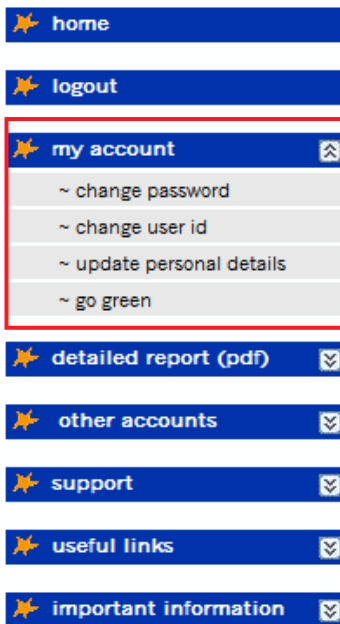 home
logout
my account
~ change password
~ change user id
~ update personal details
~ go green
detailed report (pdf)
other accounts
support
useful links
important information